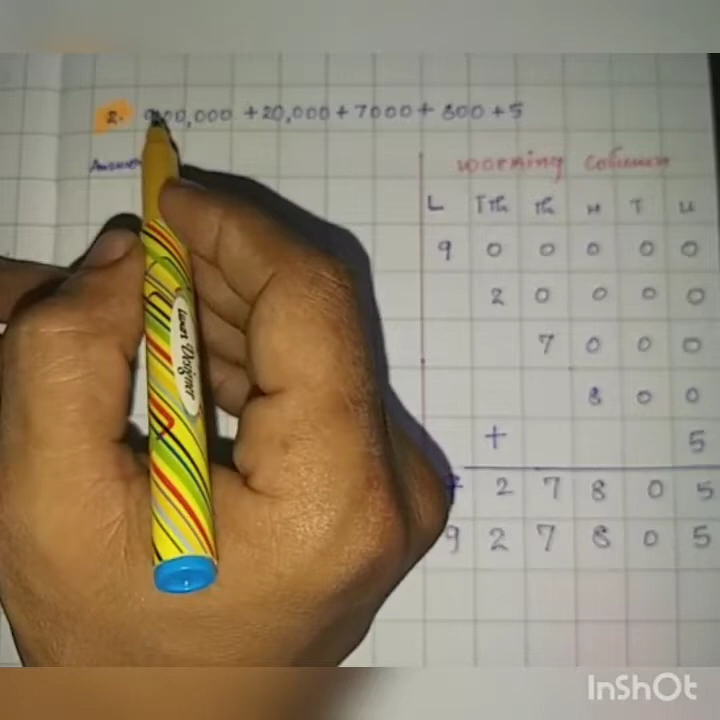 2. 900,000 + 20,000 + 7000 + 800 + 5
Answer
Working Column
L Tth th H T U
9 0 0 0 0 0
2 0 0 0 0
7 0 0 0
8 0 0
+ 5
2 7 8 0 5
9 2 7 8 0 5
Laser Designer
InShOt